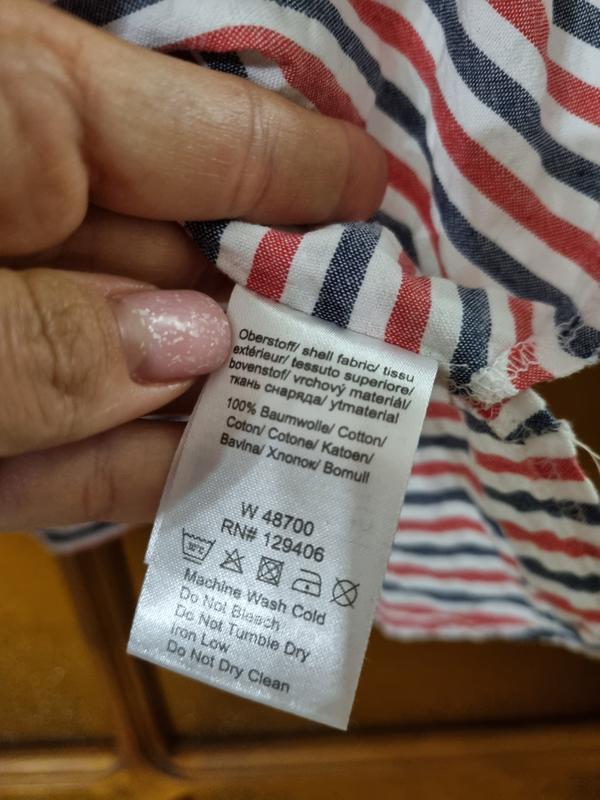 Oberstoff/ shell fabric/ tissu
extérieur/ tessuto superiore/
bovenstof/ vrchový materiál/
ткань снаряда/ ytmaterial
100% Baumwolle/ Cotton/
Coton/ Cotone/ Katoen/
Bavlna/ Хлопок/ Bomull
W 48700
RN# 129406
30°C
Machine Wash Cold
Do Not Bleach
Do Not Tumble Dry
Iron Low
Do Not Dry Clean